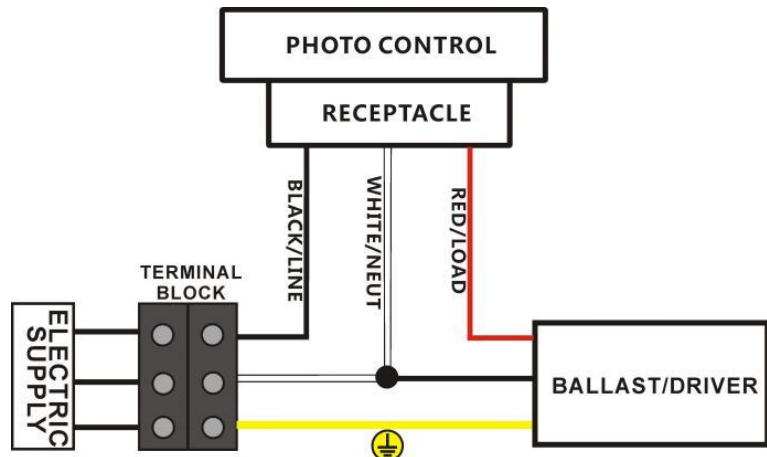 PHOTO CONTROL
RECEPTACLE
BLACK/LINE
WHITE/NEUT
RED/LOAD
TERMINAL
BLOCK
ELECTRIC
SUPPLY
BALLAST/DRIVER